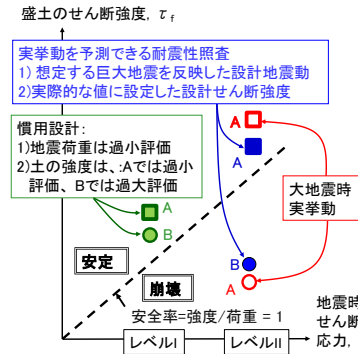 盛土のせん断強度, τf
実挙動を予測できる耐震性照査
1) 想定する巨大地震を反映した設計地震動
2)実際的な値に設定した設計せん断強度
慣用設計:
1)地震荷重は過小評価
2)土の強度は、:Aでは過小
評価、Bでは過大評価
A
A
A
B
大地震時
実挙動
B
A
安定
崩壊
安全率=強度/荷重 = 1
レベルI
レベルII
地震時
せん断
応力,